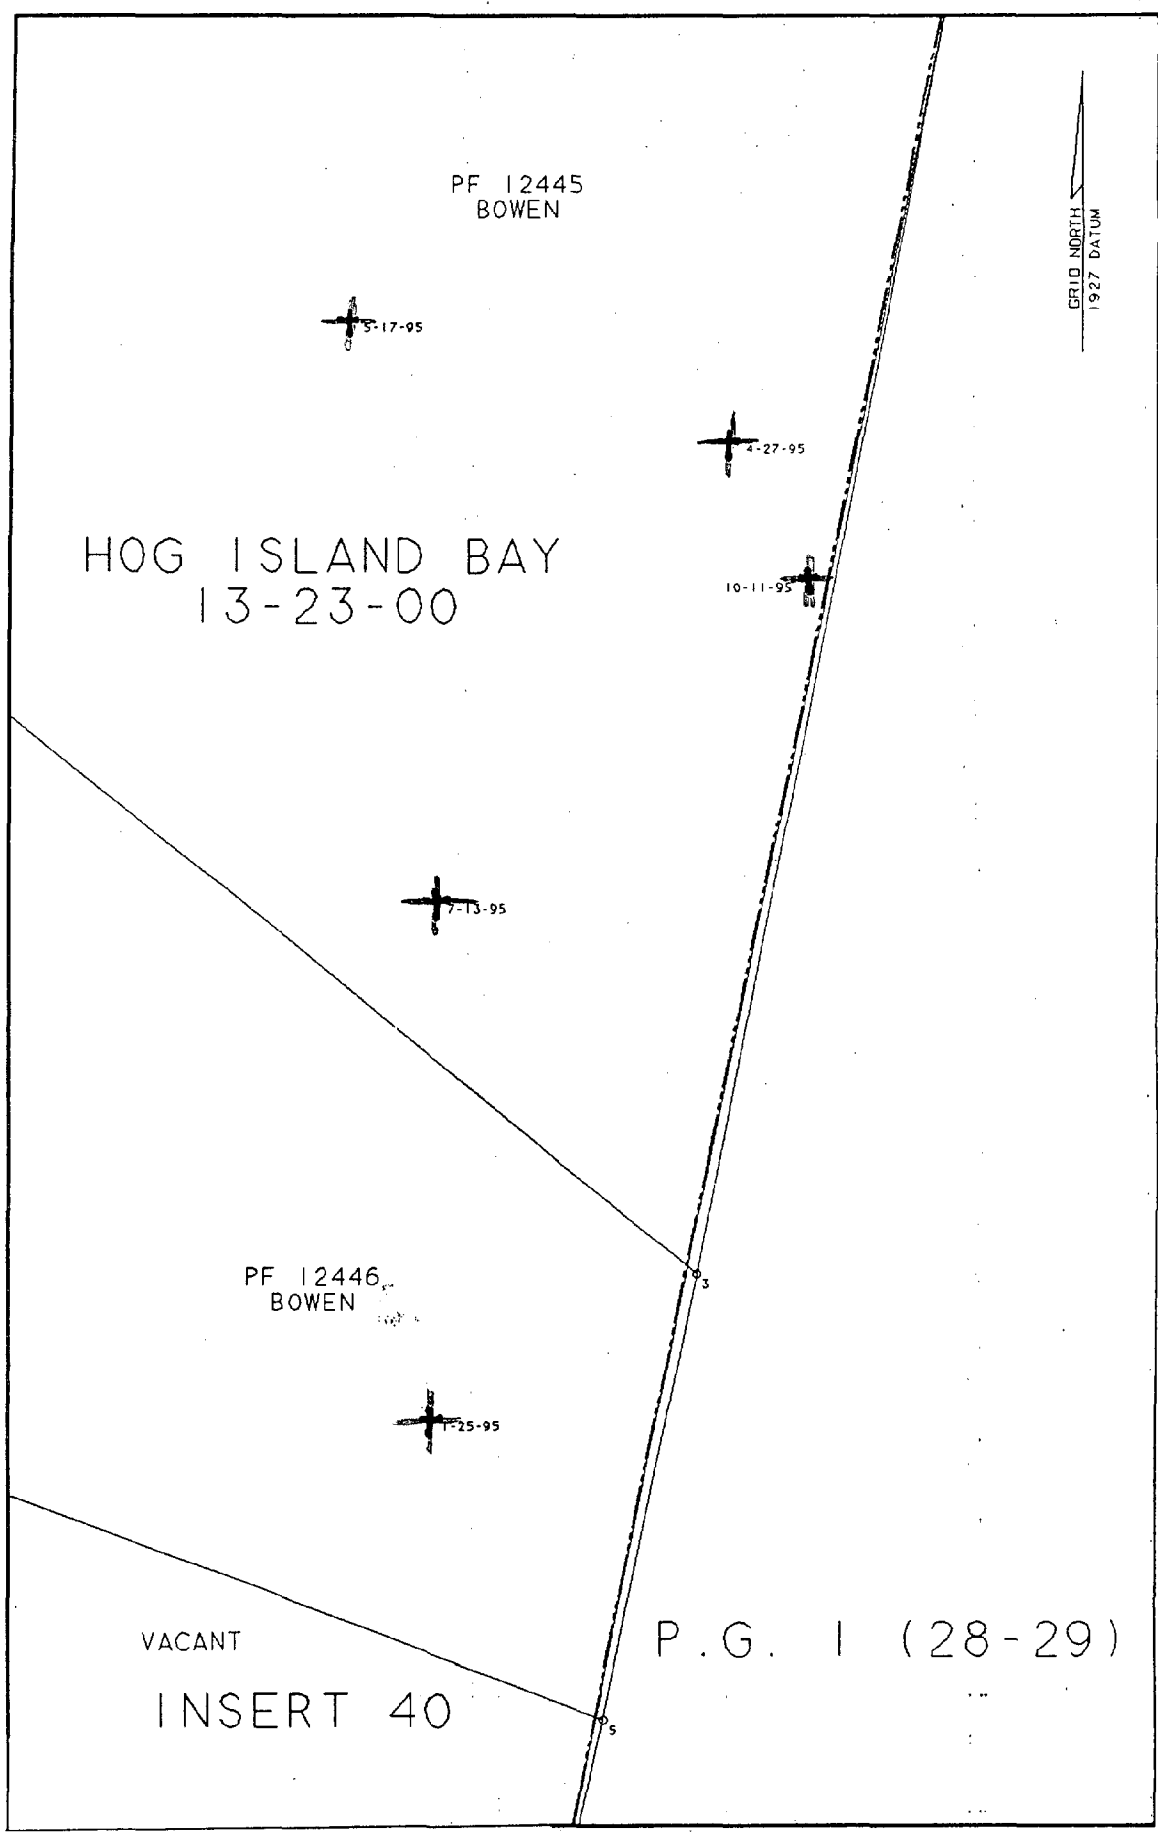 PF 12445
BOWEN
GRID NORTH
1927 DATUM
5-17-95
4-27-95
HOG ISLAND BAY
13-23-00
10-11-95
7-13-95
PF 12446
BOWEN
3
1-25-95
VACANT
P.G. 1 (28-29)
INSERT 40
5